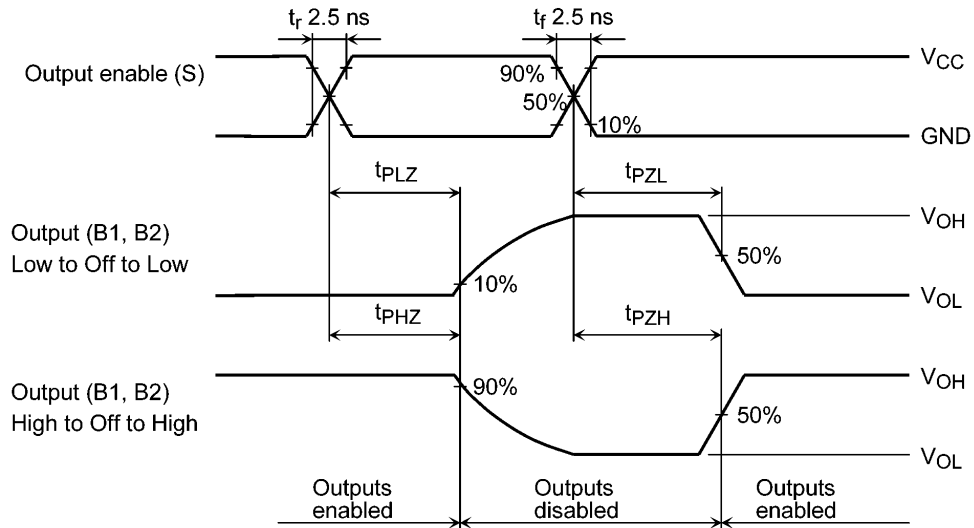 tr 2.5 ns
tf 2.5 ns
Output enable (S)
90%
50%
10%
VCC
GND
tPLZ
tPZL
Output (B1, B2)
Low to Off to Low
VOH
50%
10%
VOL
tPHZ
tPZH
Output (B1, B2)
High to Off to High
90%
VOH
50%
VOL
Outputs
enabled
Outputs
disabled
Outputs
enabled